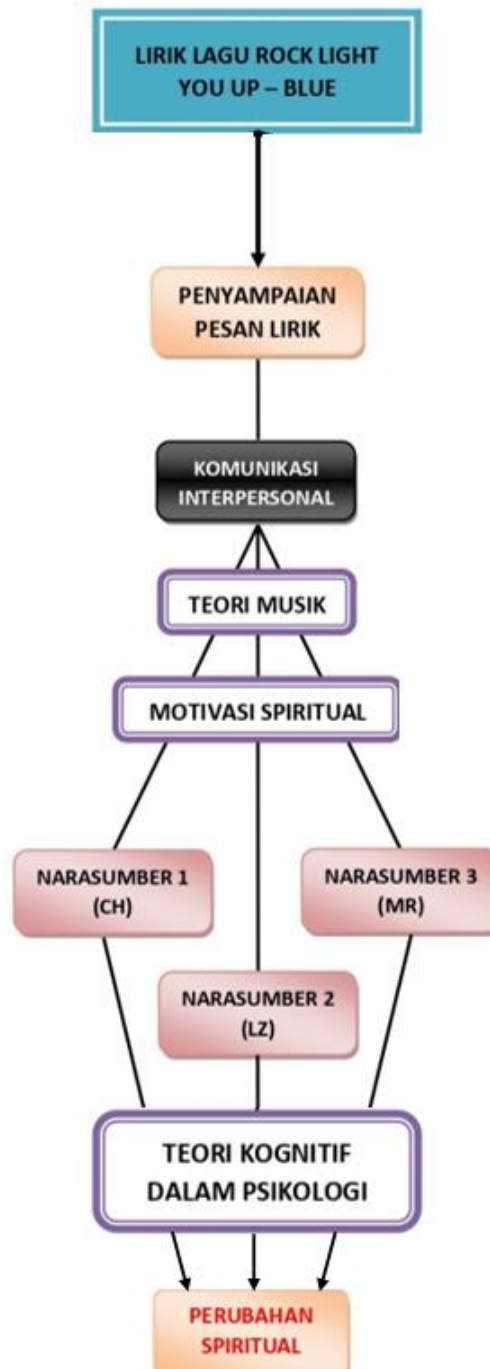 LIRIK LAGU ROCK LIGHT
YOU UP – BLUE
PENYAMPAIAN
PESAN LIRIK
KOMUNIKASI
INTERPERSONAL
TEORI MUSIK
MOTIVASI SPIRITUAL
NARASUMBER 1
(CH)
NARASUMBER 3
(MR)
NARASUMBER 2
(LZ)
TEORI KOGNITIF
DALAM PSIKOLOGI
PERUBAHAN
SPIRITUAL